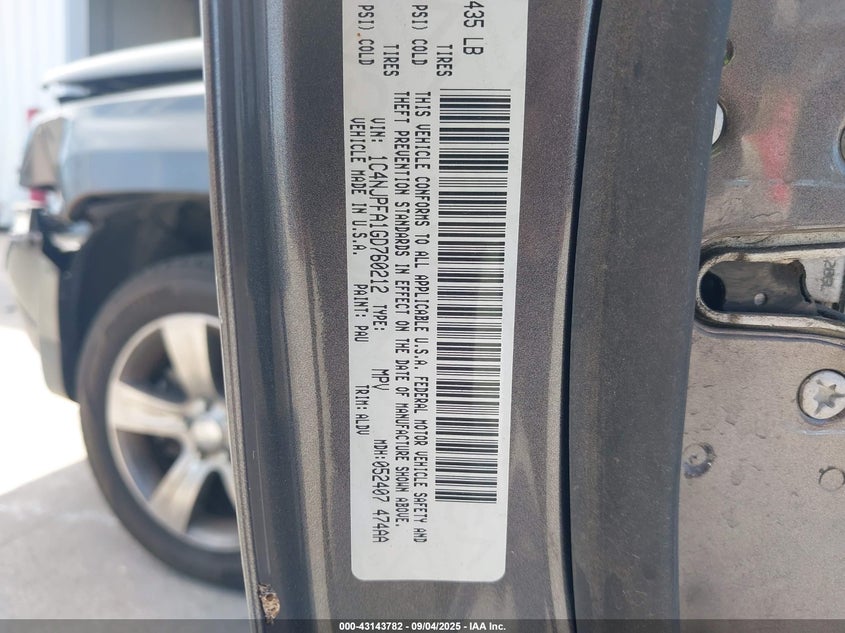 435 LB
TIRES
PSI) COLD
TIRES
PSI) COLD
THIS VEHICLE CONFORMS TO ALL APPLICABLE U.S.A. FEDERAL MOTOR VEHICLE SAFETY AND
THEFT PREVENTION STANDARDS IN EFFECT ON THE DATE OF MANUFACTURE SHOWN ABOVE.
VIN: 1C4NJPFA1GD760212 TYPE: MPV MDH:052407 474AA
VEHICLE MADE IN U.S.A. PAINT: PAU TRIM: ALDV
000-43143782 - 09/04/2025 - IAA Inc.